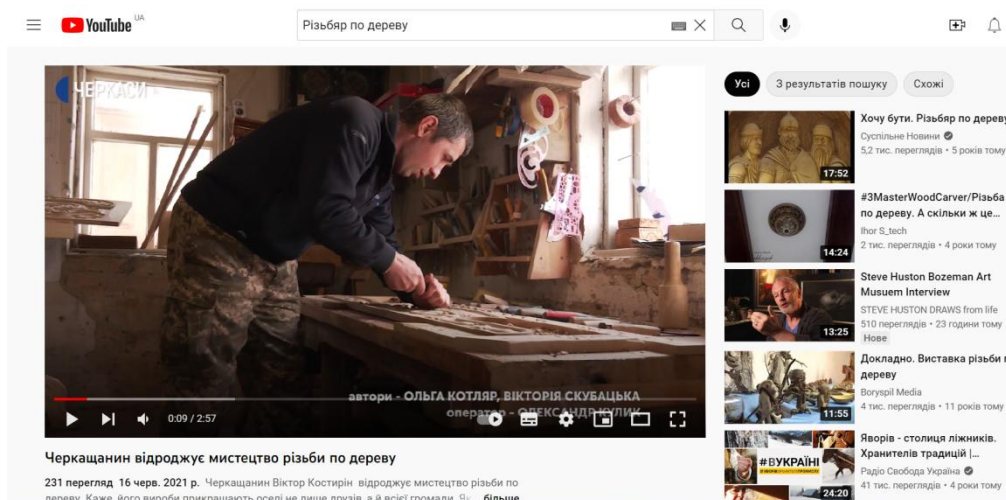 YouTube UA
Різьбяр по дереву
ЧЕРКАСИ
автори - ОЛЬГА КОТЛЯР, ВІКТОРІЯ СКУБАЦЬКА
оператор - ОЛЕКСАНДР КУЛИК
0:09 / 2:57
Черкащанин відроджує мистецтво різьби по дереву
231 перегляд 16 черв. 2021 р. Черкащанин Віктор Костирін відроджує мистецтво різьби по
дереву. Каже, його вироби прикрашають оселі не лише друзів, а й всієї громади. більше
Усі
З результатів пошуку
Схожі
Хочу бути. Різьбяр по дереву
Суспільне Новини
5,2 тис. переглядів • 5 років тому
17:52
#3MasterWoodCarver/Різьба
по дереву. А скільки ж це...
Ihor S_tech
2 тис. переглядів • 4 роки тому
14:24
Steve Huston Bozeman Art
Musuem Interview
STEVE HUSTON DRAWS from life
510 переглядів • 23 години тому
Нове
13:25
Докладно. Виставка різьби
дереву
Boryspil Media
4 тис. переглядів • 11 років тому
11:55
Яворів - столиця ліжників.
Хранителів традицій |...
Радіо Свобода Україна
41 тис. переглядів • 4 роки тому
#ВУКРАЇНІ
24:20